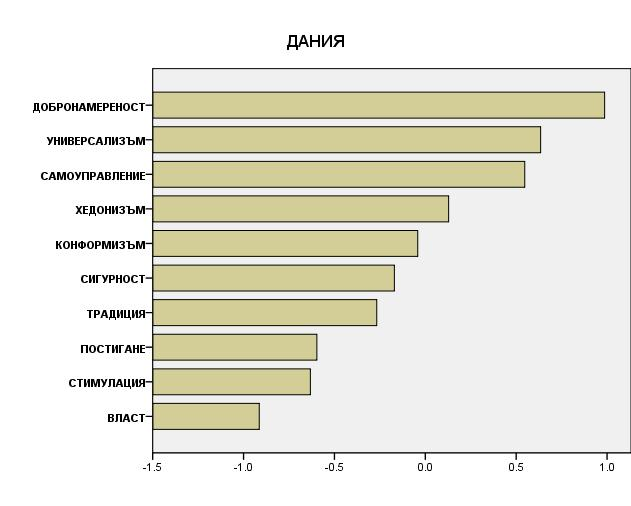 ДАНИЯ
ДОБРОНАМЕРЕНОСТ
УНИВЕРСАЛИЗЪМ
САМОУПРАВЛЕНИЕ
ХЕДОНИЗЪМ
КОНФОРМИЗЪМ
СИГУРНОСТ
ТРАДИЦИЯ
ПОСТИГАНЕ
СТИМУЛАЦИЯ
ВЛАСТ
-1.5 -1.0 -0.5 0.0 0.5 1.0